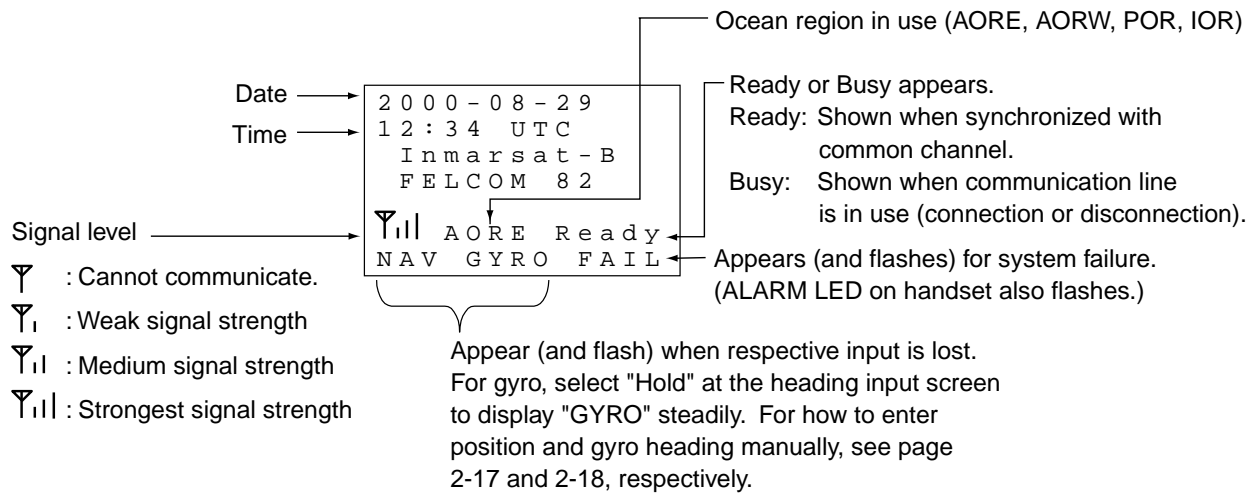 Ocean region in use (AORE, AORW, POR, IOR)
Date
Time
2000-08-29
12:34 UTC
Inmarsat-B
FELCOM 82
AORE Ready
NAV GYRO FAIL
Ready or Busy appears.
Ready: Shown when synchronized with
common channel.
Busy: Shown when communication line
is in use (connection or disconnection).
Appears (and flashes) for system failure.
(ALARM LED on handset also flashes.)
Signal level
: Cannot communicate.
: Weak signal strength
: Medium signal strength
: Strongest signal strength
Appear (and flash) when respective input is lost.
For gyro, select "Hold" at the heading input screen
to display "GYRO" steadily. For how to enter
position and gyro heading manually, see page
2-17 and 2-18, respectively.